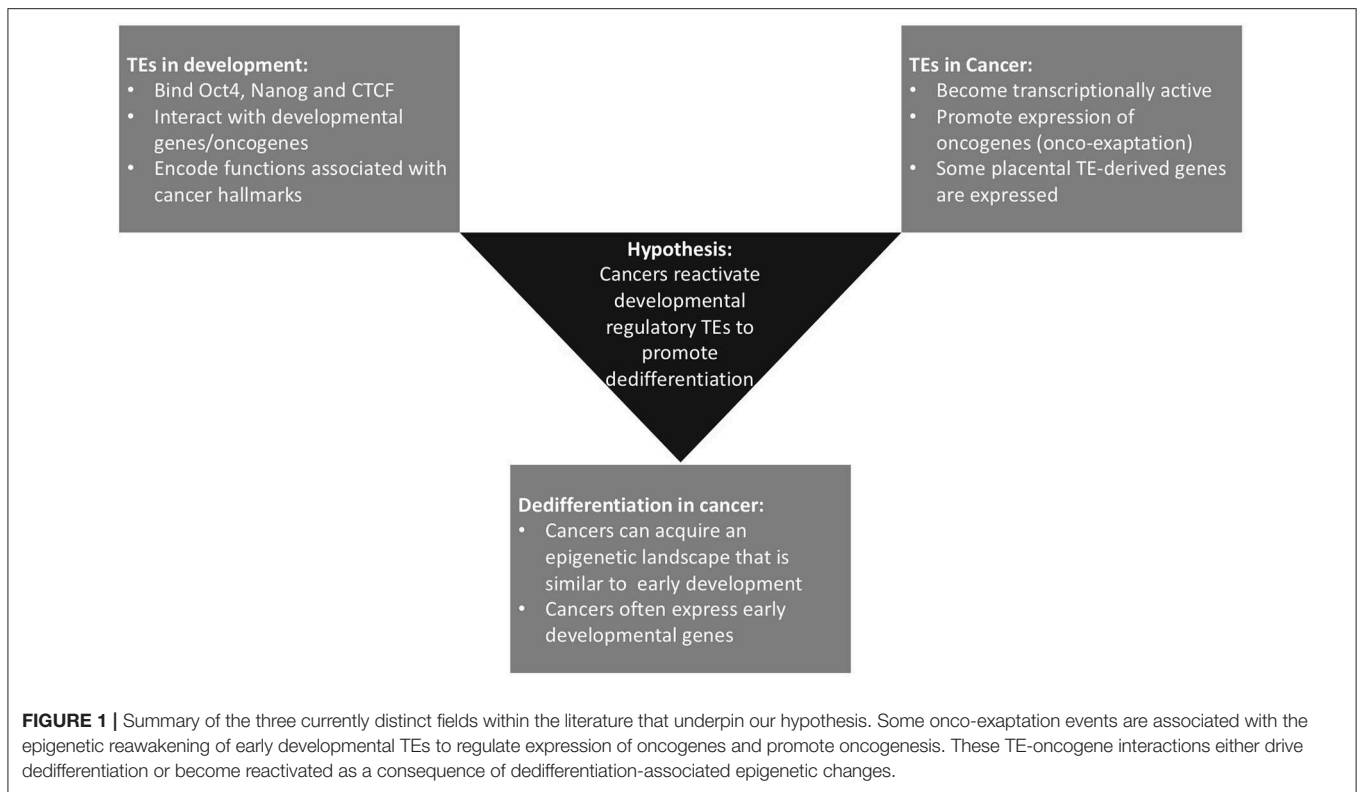 TEs in development:
• Bind Oct4, Nanog and CTCF
• Interact with developmental
genes/oncogenes
• Encode functions associated with
cancer hallmarks
TEs in Cancer:
• Become transcriptionally active
• Promote expression of
oncogenes (onco-exaptation)
• Some placental TE-derived genes
are expressed
Hypothesis:
Cancers reactivate
developmental
regulatory TEs to
promote
dedifferentiation
Dedifferentiation in cancer:
• Cancers can acquire an
epigenetic landscape that is
similar to early development
• Cancers often express early
developmental genes
FIGURE 1 | Summary of the three currently distinct fields within the literature that underpin our hypothesis. Some onco-exaptation events are associated with the
epigenetic reawakening of early developmental TEs to regulate expression of oncogenes and promote oncogenesis. These TE-oncogene interactions either drive
dedifferentiation or become reactivated as a consequence of dedifferentiation-associated epigenetic changes.